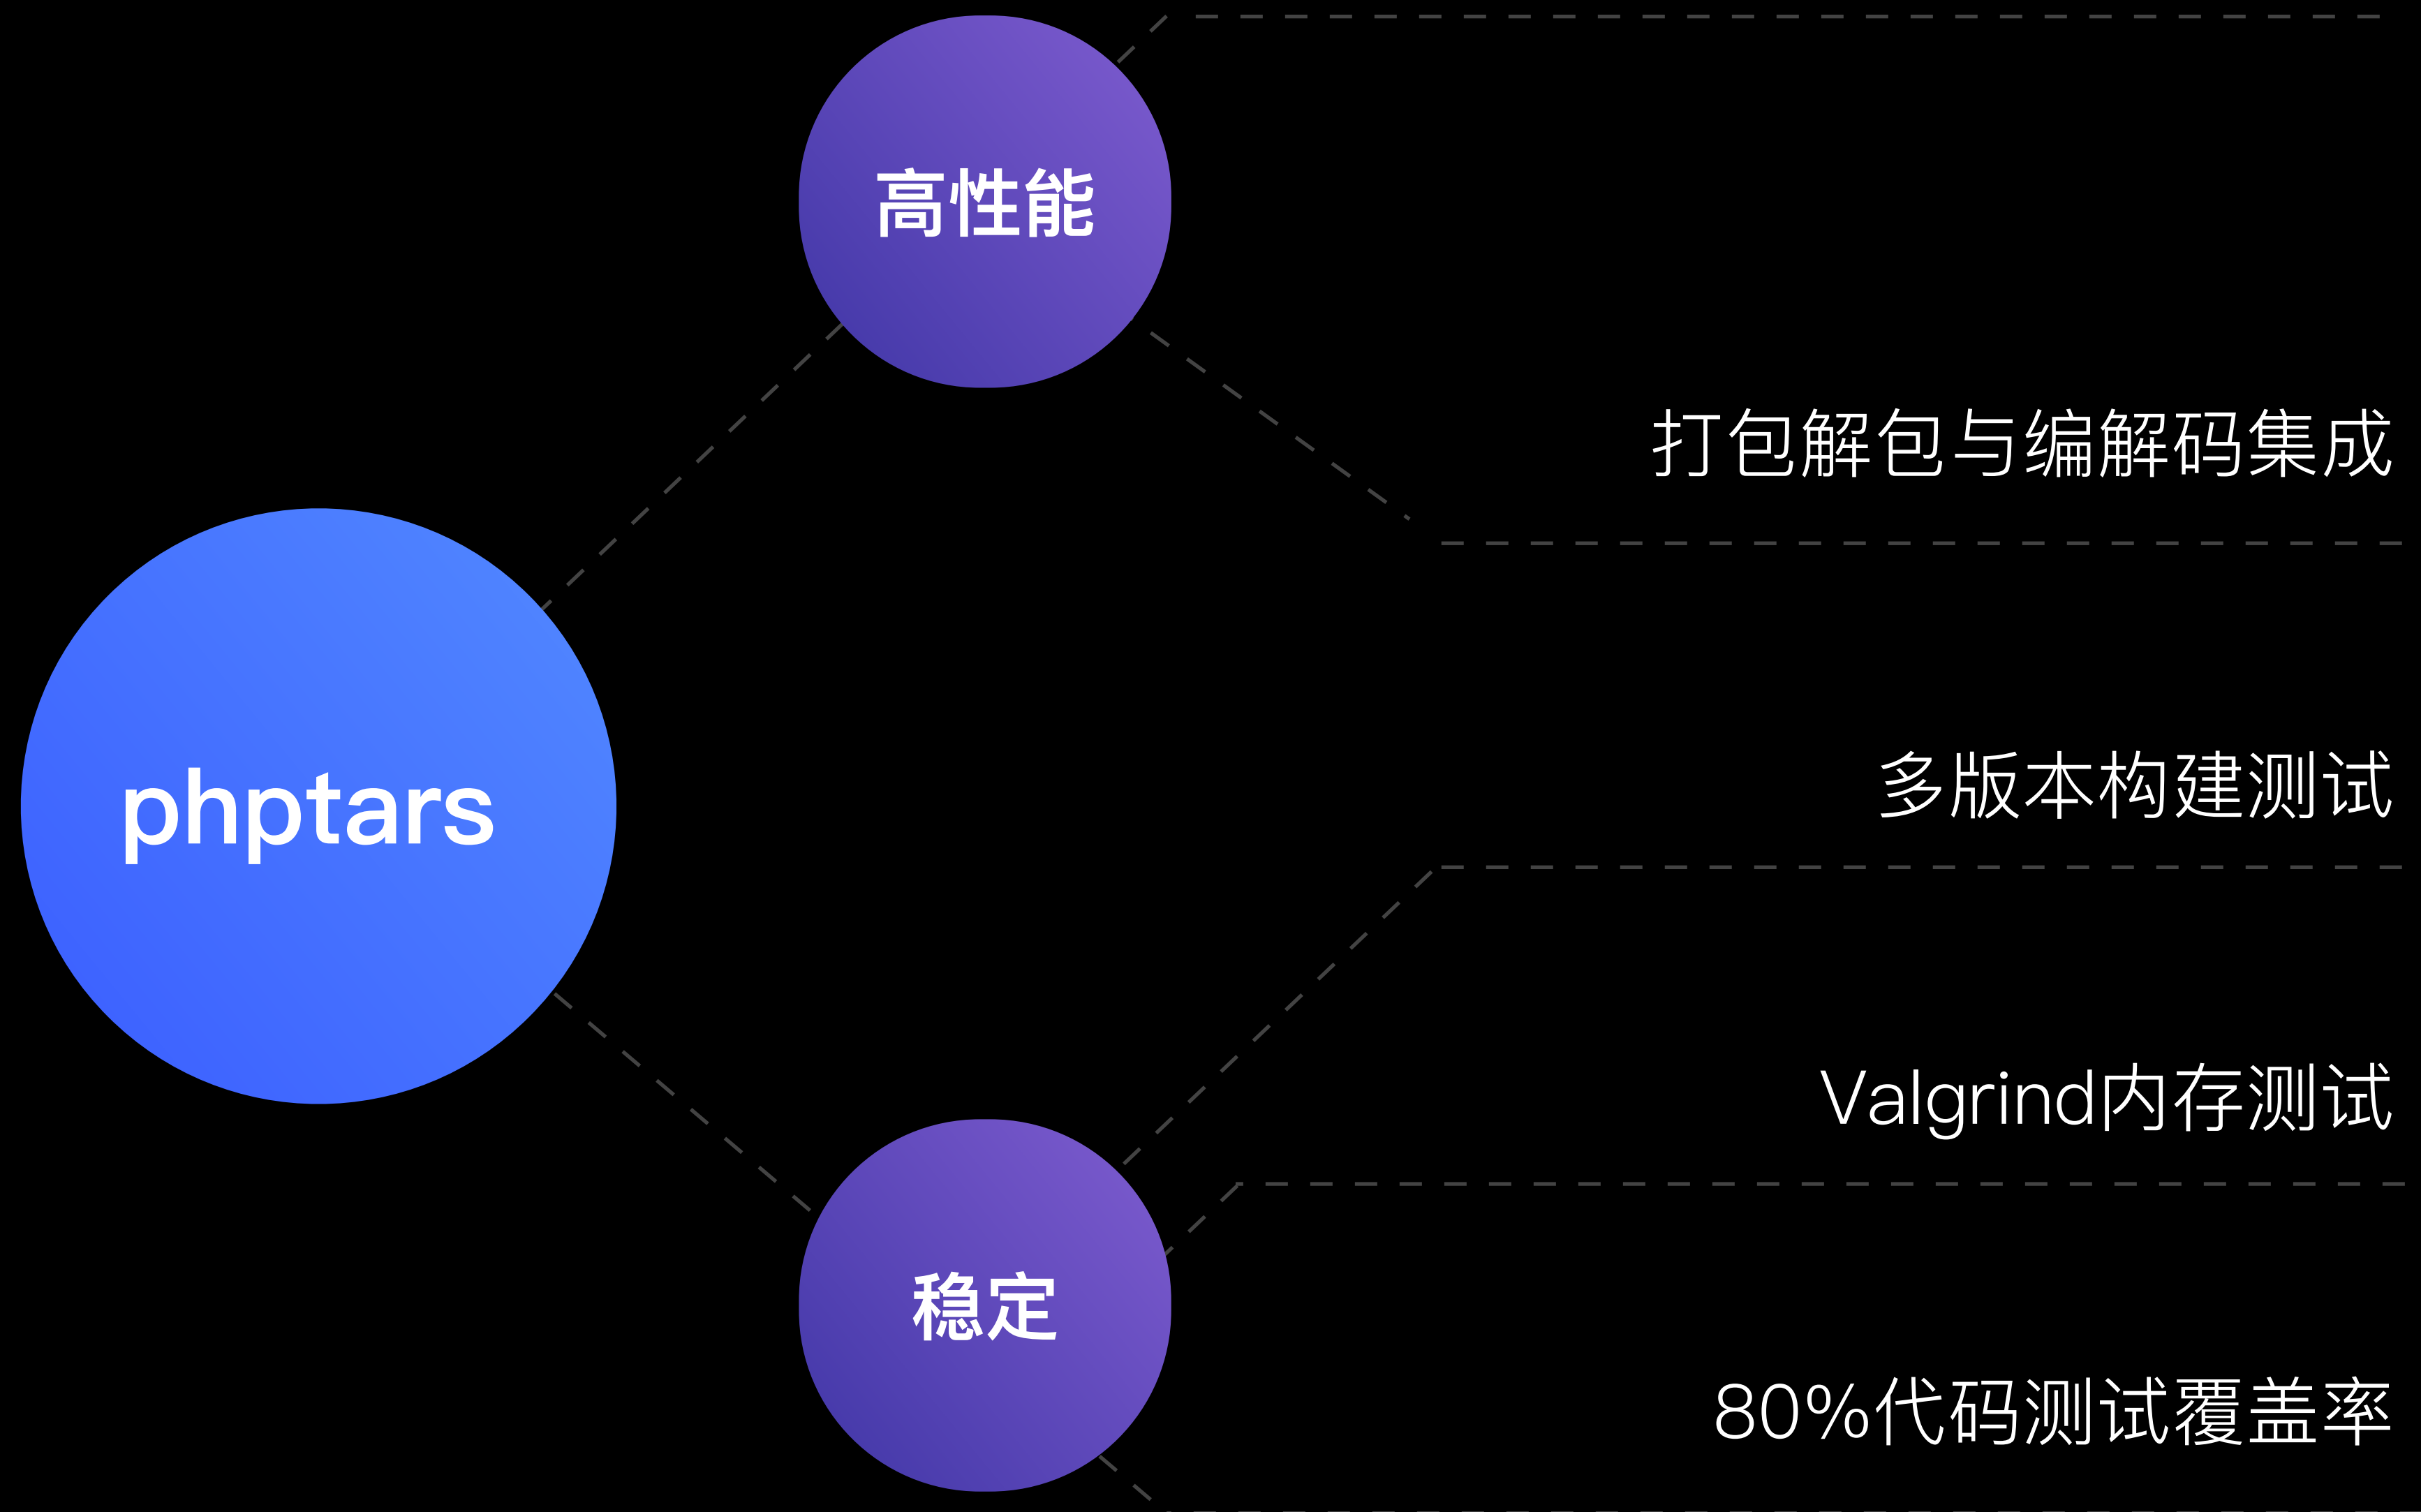 phptars
高性能
打包解包与编解码集成
稳定
多版本构建测试
Valgrind内存测试
80%代码测试覆盖率